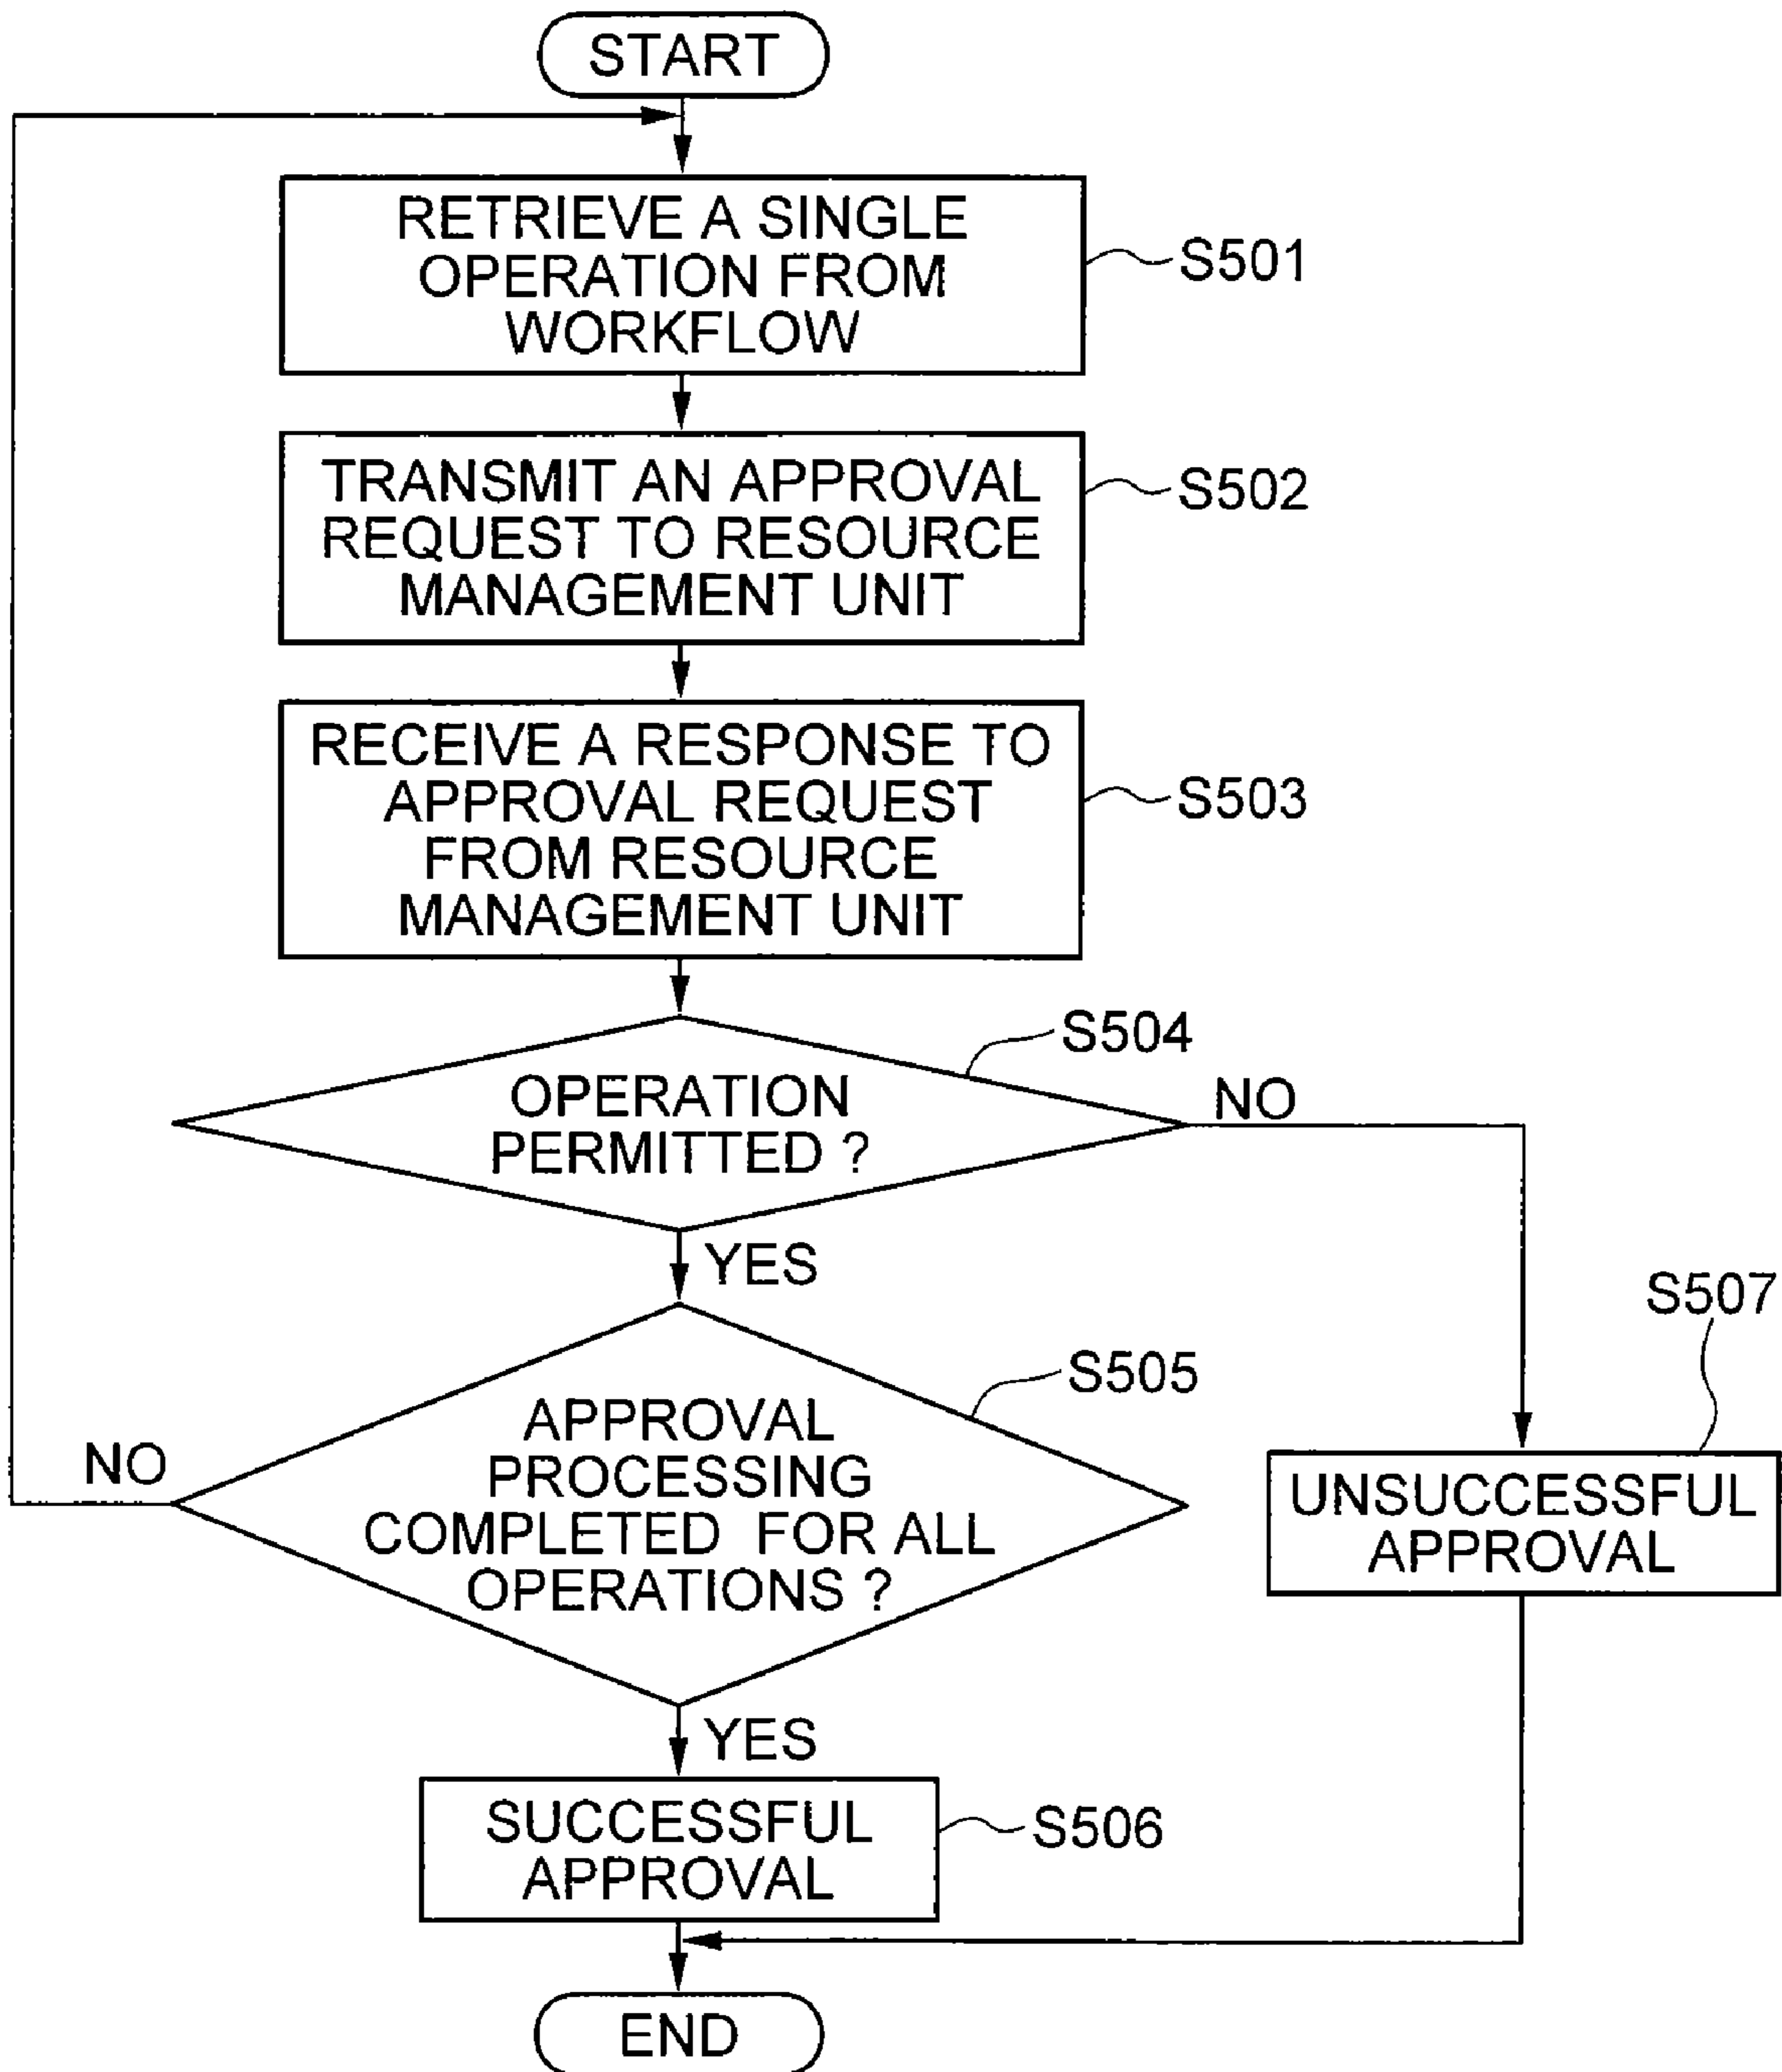 START
RETRIEVE A SINGLE
OPERATION FROM
WORKFLOW
S501
TRANSMIT AN APPROVAL
REQUEST TO RESOURCE
MANAGEMENT UNIT
S502
RECEIVE A RESPONSE TO
APPROVAL REQUEST
FROM RESOURCE
MANAGEMENT UNIT
S503
S504
OPERATION
PERMITTED ?
NO
YES
S507
S505
APPROVAL
PROCESSING
COMPLETED FOR ALL
OPERATIONS ?
NO
UNSUCCESSFUL
APPROVAL
YES
SUCCESSFUL
APPROVAL
S506
END